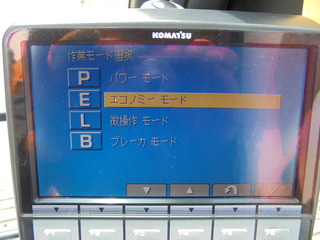 KOMATSU
作業モード選択
P パワー モード
E エコノミー モード
L 微操作 モード
B ブレーカ モード